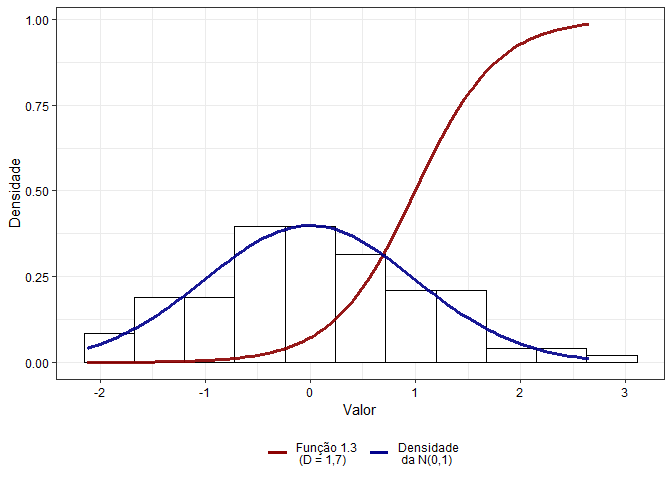 1.00
0.75
0.50
0.25
0.00
Densidade
-2 -1 0 1 2 3
Valor
Função 1.3
(D = 1,7)
Densidade
da N(0,1)